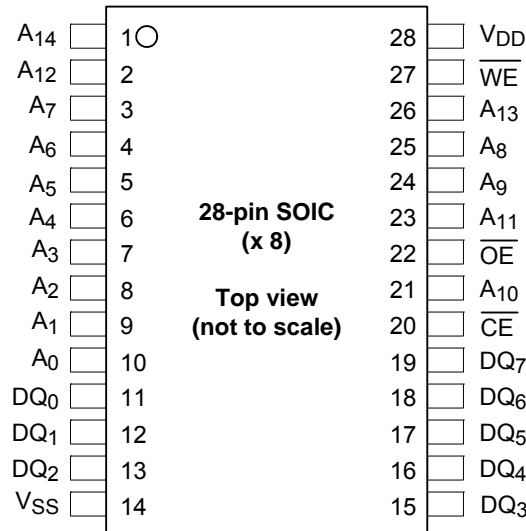 A14 1 28 VDD
A12 2 27 W̅E̅
A7 3 26 A13
A6 4 25 A8
A5 5 24 A9
A4 6 23 A11
A3 7 22 O̅E̅
A2 8 21 A10
A1 9 20 C̅E̅
A0 10 19 DQ7
DQ0 11 18 DQ6
DQ1 12 17 DQ5
DQ2 13 16 DQ4
VSS 14 15 DQ3
28-pin SOIC
(x 8)
Top view
(not to scale)